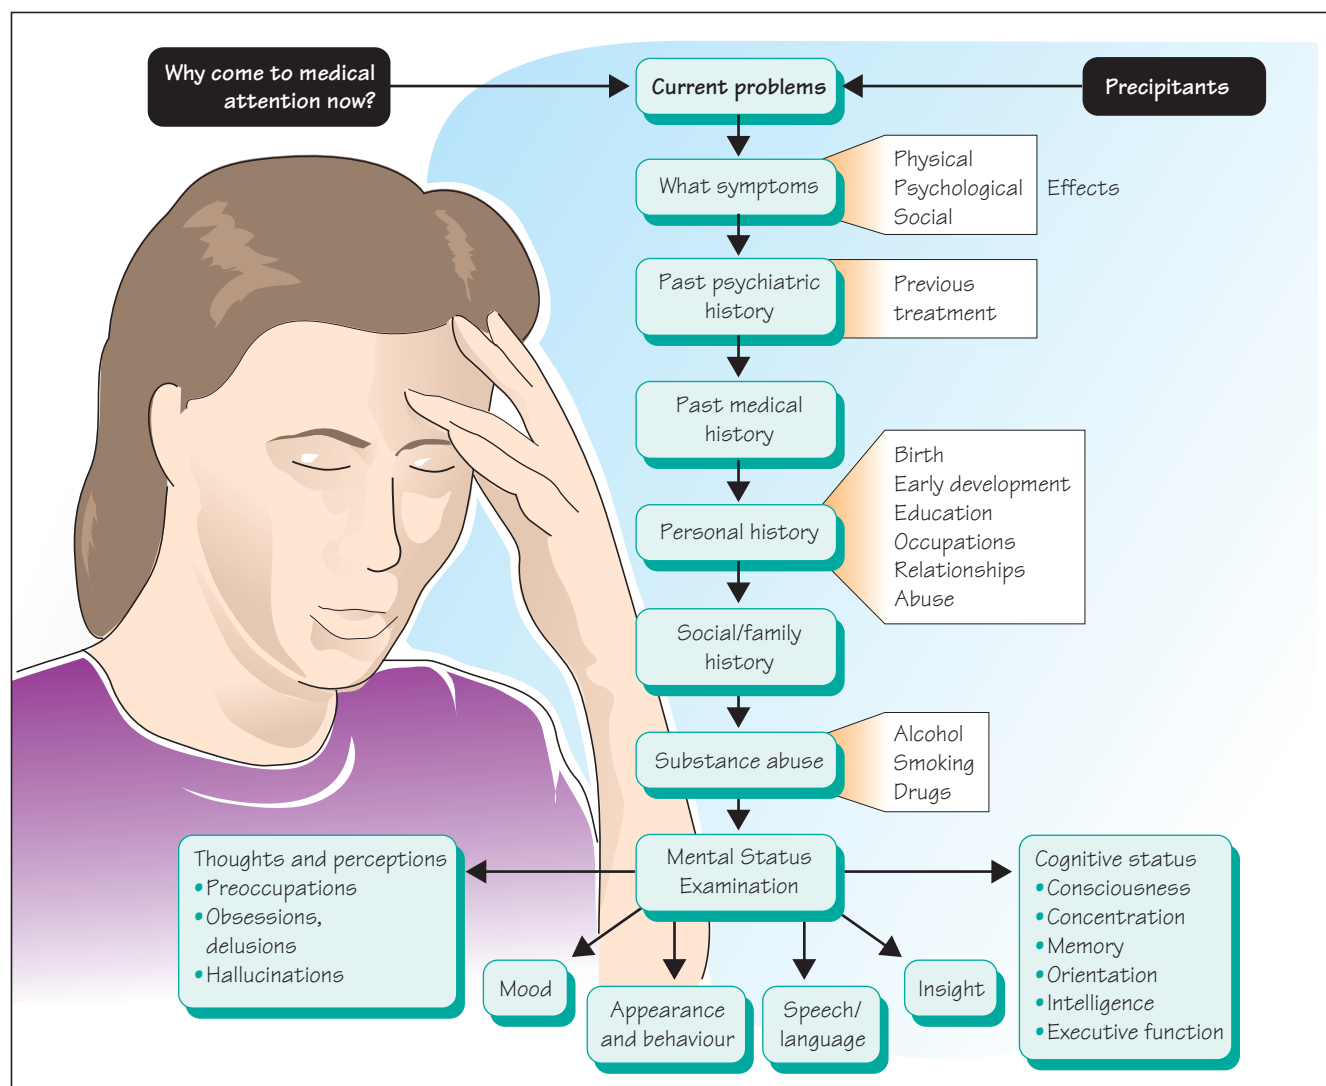 Why come to medical
attention now?
Current problems
Precipitants
What symptoms
Physical
Psychological
Social
Effects
Past psychiatric
history
Previous
treatment
Past medical
history
Personal history
Birth
Early development
Education
Occupations
Relationships
Abuse
Social/family
history
Substance abuse
Alcohol
Smoking
Drugs
Mental Status
Examination
Thoughts and perceptions
• Preoccupations
• Obsessions,
delusions
• Hallucinations
Mood
Appearance
and behaviour
Speech/
language
Insight
Cognitive status
• Consciousness
• Concentration
• Memory
• Orientation
• Intelligence
• Executive function